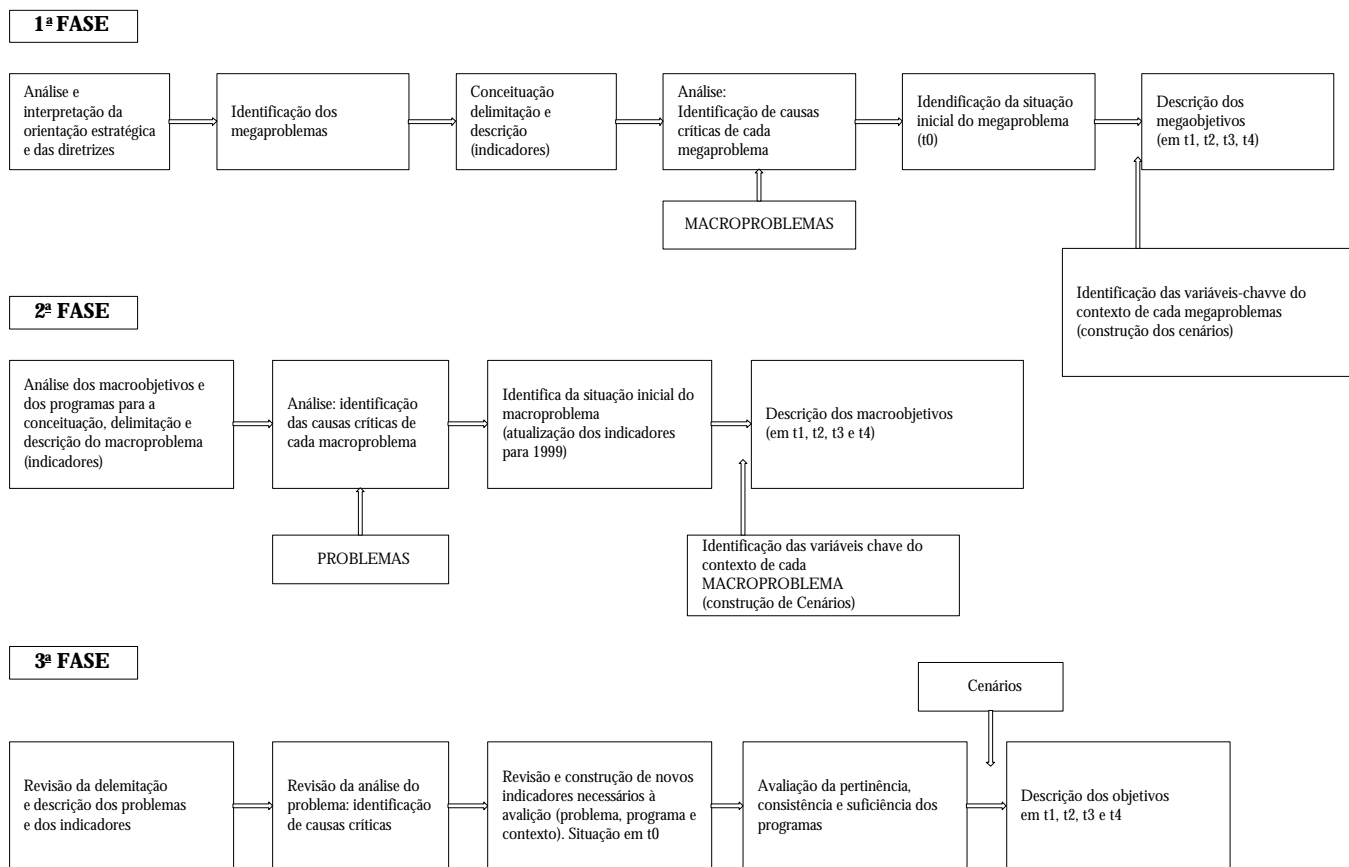 1ª FASE
Análise e
interpretação da
orientação estratégica
e das diretrizes
Identificação dos
megaproblemas
Conceituação
delimitação e
descrição
(indicadores)
Análise:
Identificação de causas
críticas de cada
megaproblema
Idendificação da situação
inicial do megaproblema
(t0)
Descrição dos
megaobjetivos
(em t1, t2, t3, t4)
MACROPROBLEMAS
Identificação das variáveis-chavve do
contexto de cada megaproblemas
(construção dos cenários)
2ª FASE
Análise dos macroobjetivos e
dos programas para a
conceituação, delimitação e
descrição do macroproblema
(indicadores)
Análise: identificação
das causas críticas de
cada macroproblema
Identifica da situação inicial do
macroproblema
(atualização dos indicadores
para 1999)
Descrição dos macroobjetivos
(em t1, t2, t3 e t4)
PROBLEMAS
Identificação das variáveis chave do
contexto de cada
MACROPROBLEMA
(construção de Cenários)
3ª FASE
Cenários
Revisão da delemitação
e descrição dos problemas
e dos indicadores
Revisão da análise do
problema: identificação
de causas críticas
Revisão e construção de novos
indicadores necessários à
avalição (problema, programa e
contexto). Situação em t0
Avaliação da pertinência,
consistência e suficiência dos
programas
Descrição dos objetivos
em t1, t2, t3 e t4